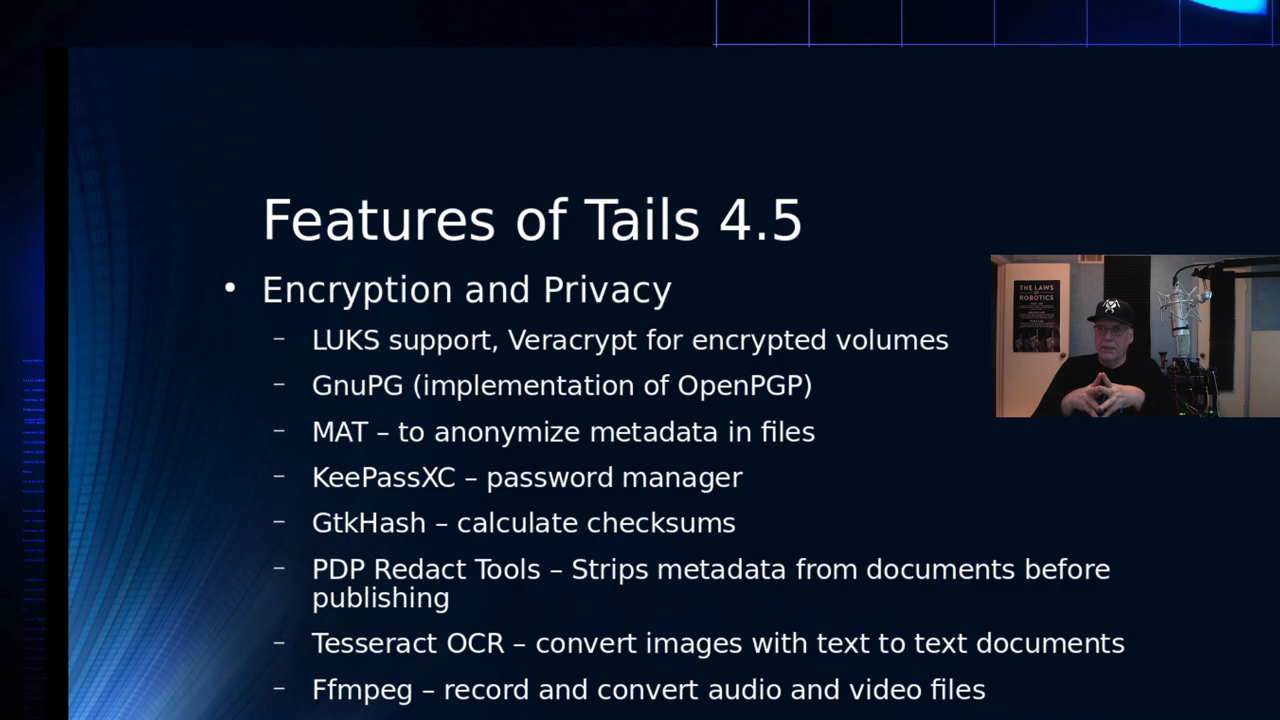 Features of Tails 4.5
• Encryption and Privacy
– LUKS support, Veracrypt for encrypted volumes
– GnuPG (implementation of OpenPGP)
– MAT – to anonymize metadata in files
– KeePassXC – password manager
– GtkHash – calculate checksums
– PDP Redact Tools – Strips metadata from documents before
publishing
– Tesseract OCR – convert images with text to text documents
– Ffmpeg – record and convert audio and video files
THE LAWS
OF
ROBOTICS